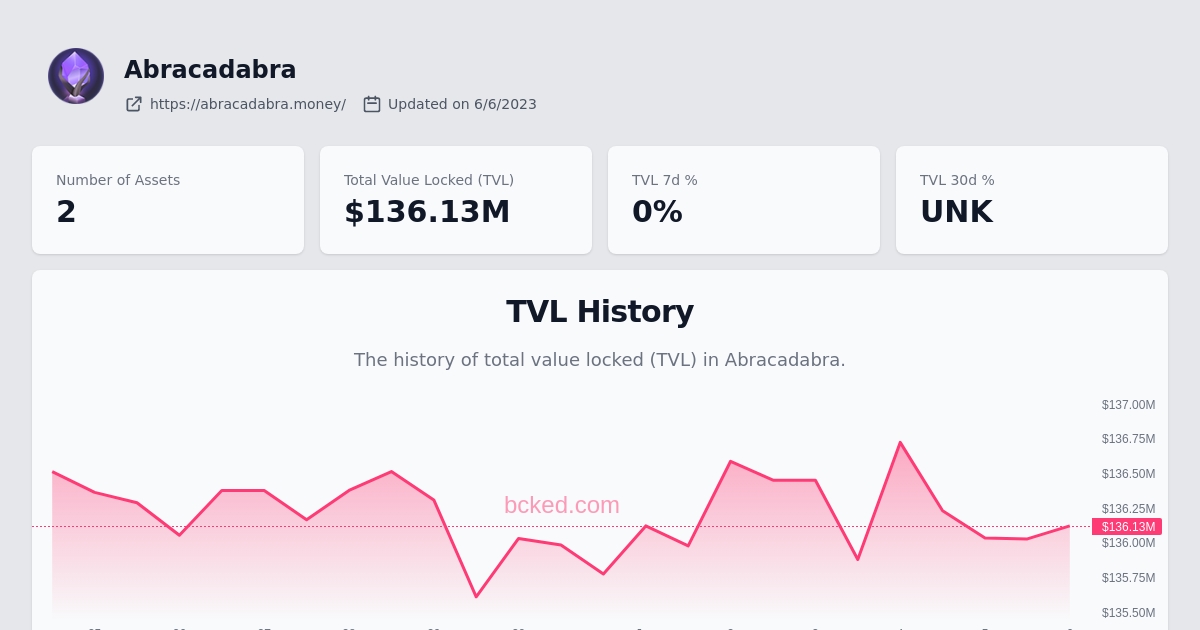 Abracadabra
https://abracadabra.money/ Updated on 6/6/2023
Number of Assets
2
Total Value Locked (TVL)
$136.13M
TVL 7d %
0%
TVL 30d %
UNK
TVL History
The history of total value locked (TVL) in Abracadabra.
$137.00M
$136.75M
$136.50M
bcked.com
$136.25M
$136.13M
$136.00M
$135.75M
$135.50M